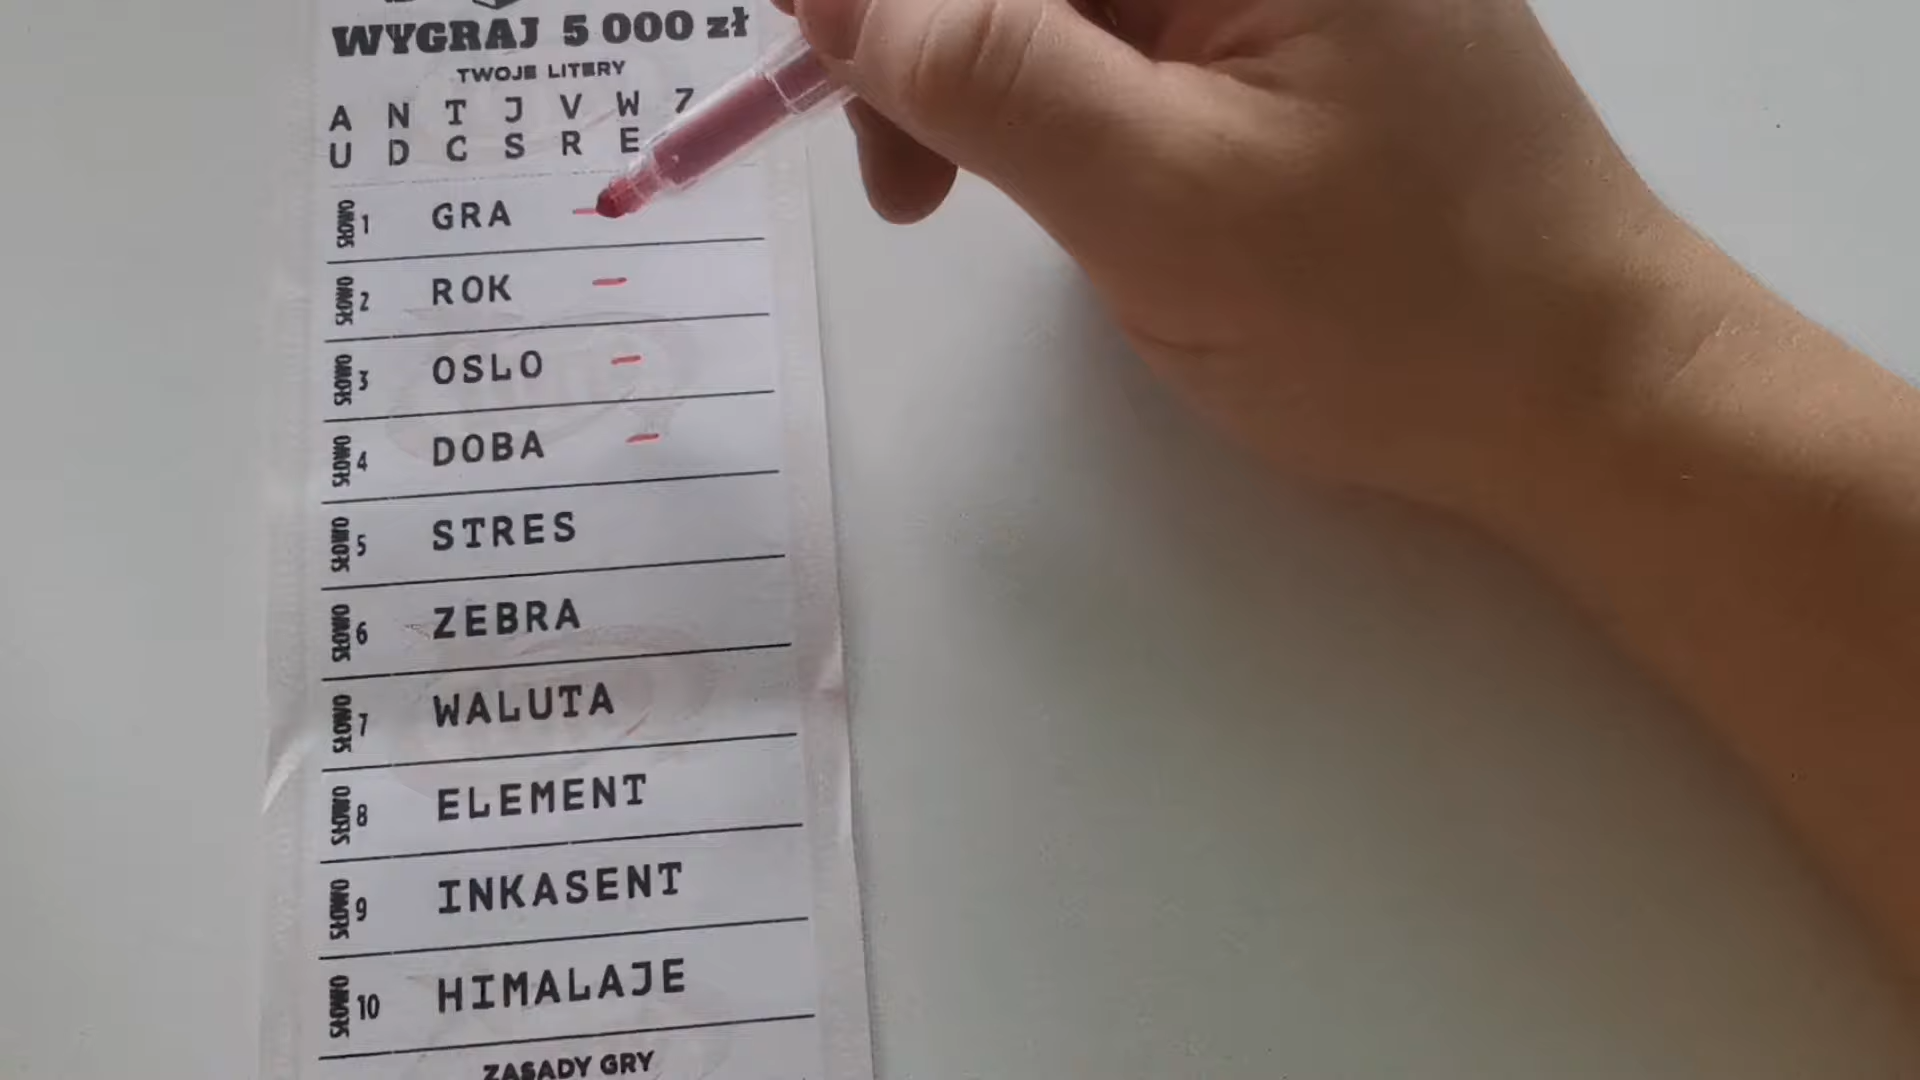 WYGRAJ 5 000 zł
TWOJE LITERY
A N T J V W
U D C S R E
SŁOWO 1 GRA
SŁOWO 2 ROK
SŁOWO 3 OSLO
SŁOWO 4 DOBA
SŁOWO 5 STRES
SŁOWO 6 ZEBRA
SŁOWO 7 WALUTA
SŁOWO 8 ELEMENT
SŁOWO 9 INKASENT
SŁOWO 10 HIMALAJE
ZASADY GRY